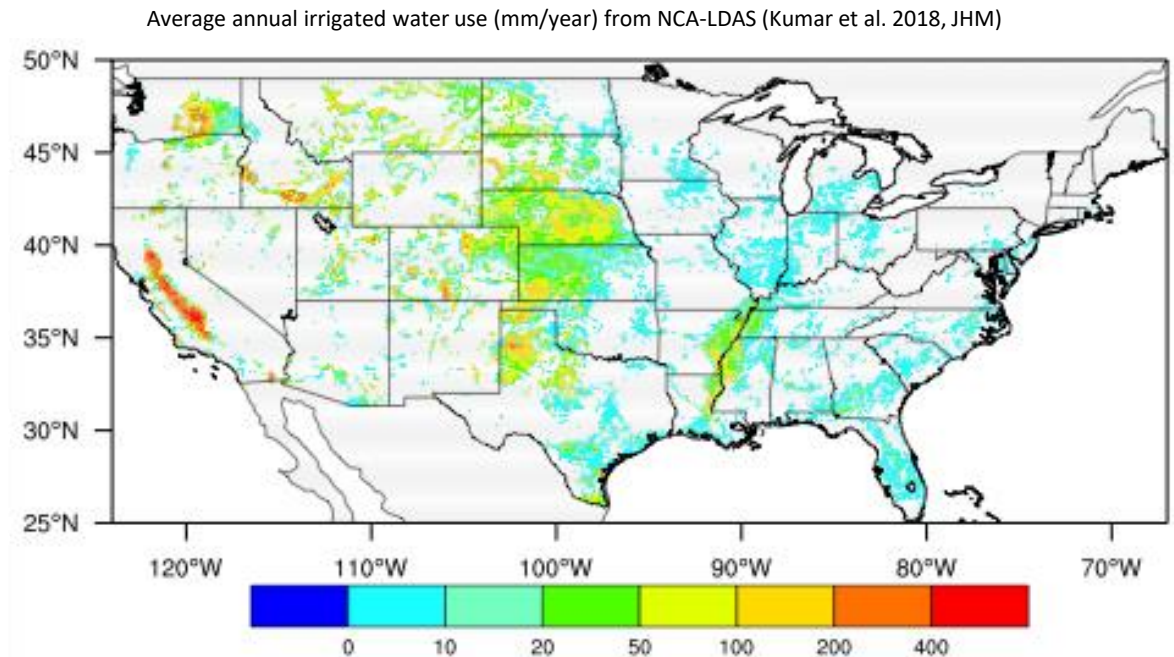 Average annual irrigated water use (mm/year) from NCA-LDAS (Kumar et al. 2018, JHM)
50°N
45°N
40°N
35°N
30°N
25°N
120°W 110°W 100°W 90°W 80°W 70°W
0 10 20 50 100 200 400